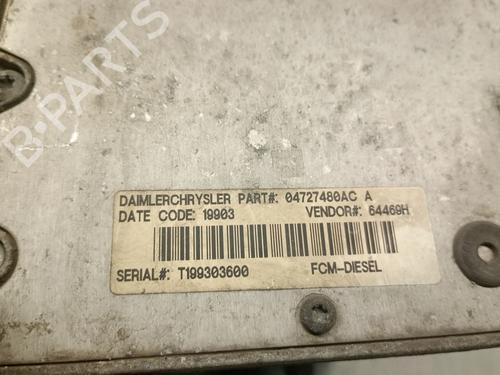 B-PARTS
DAIMLERCHRYSLER PART#: 04727480AC A
DATE CODE: 19903 VENDOR#: 64469H
SERIAL#: T199303600 FCM-DIESEL